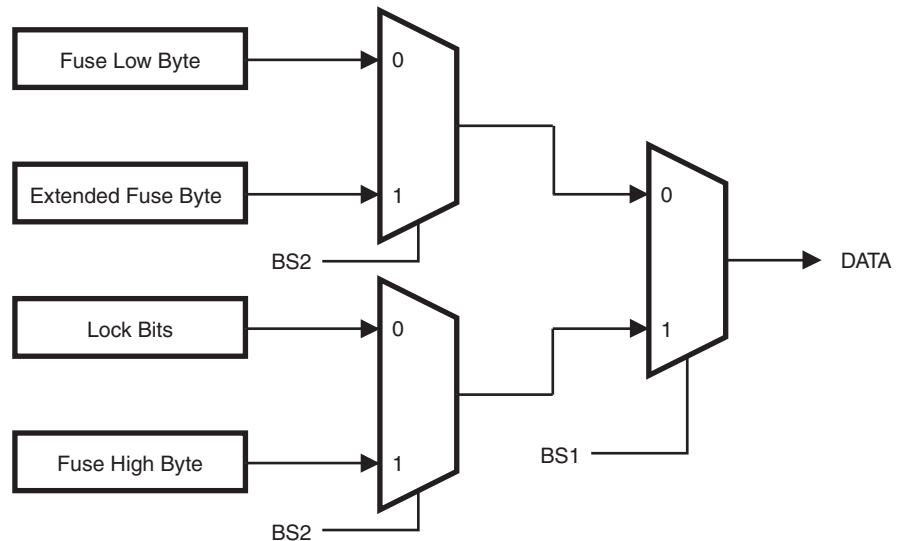 Fuse Low Byte
0
Extended Fuse Byte
1
0
BS2
DATA
Lock Bits
0
1
Fuse High Byte
1
BS1
BS2